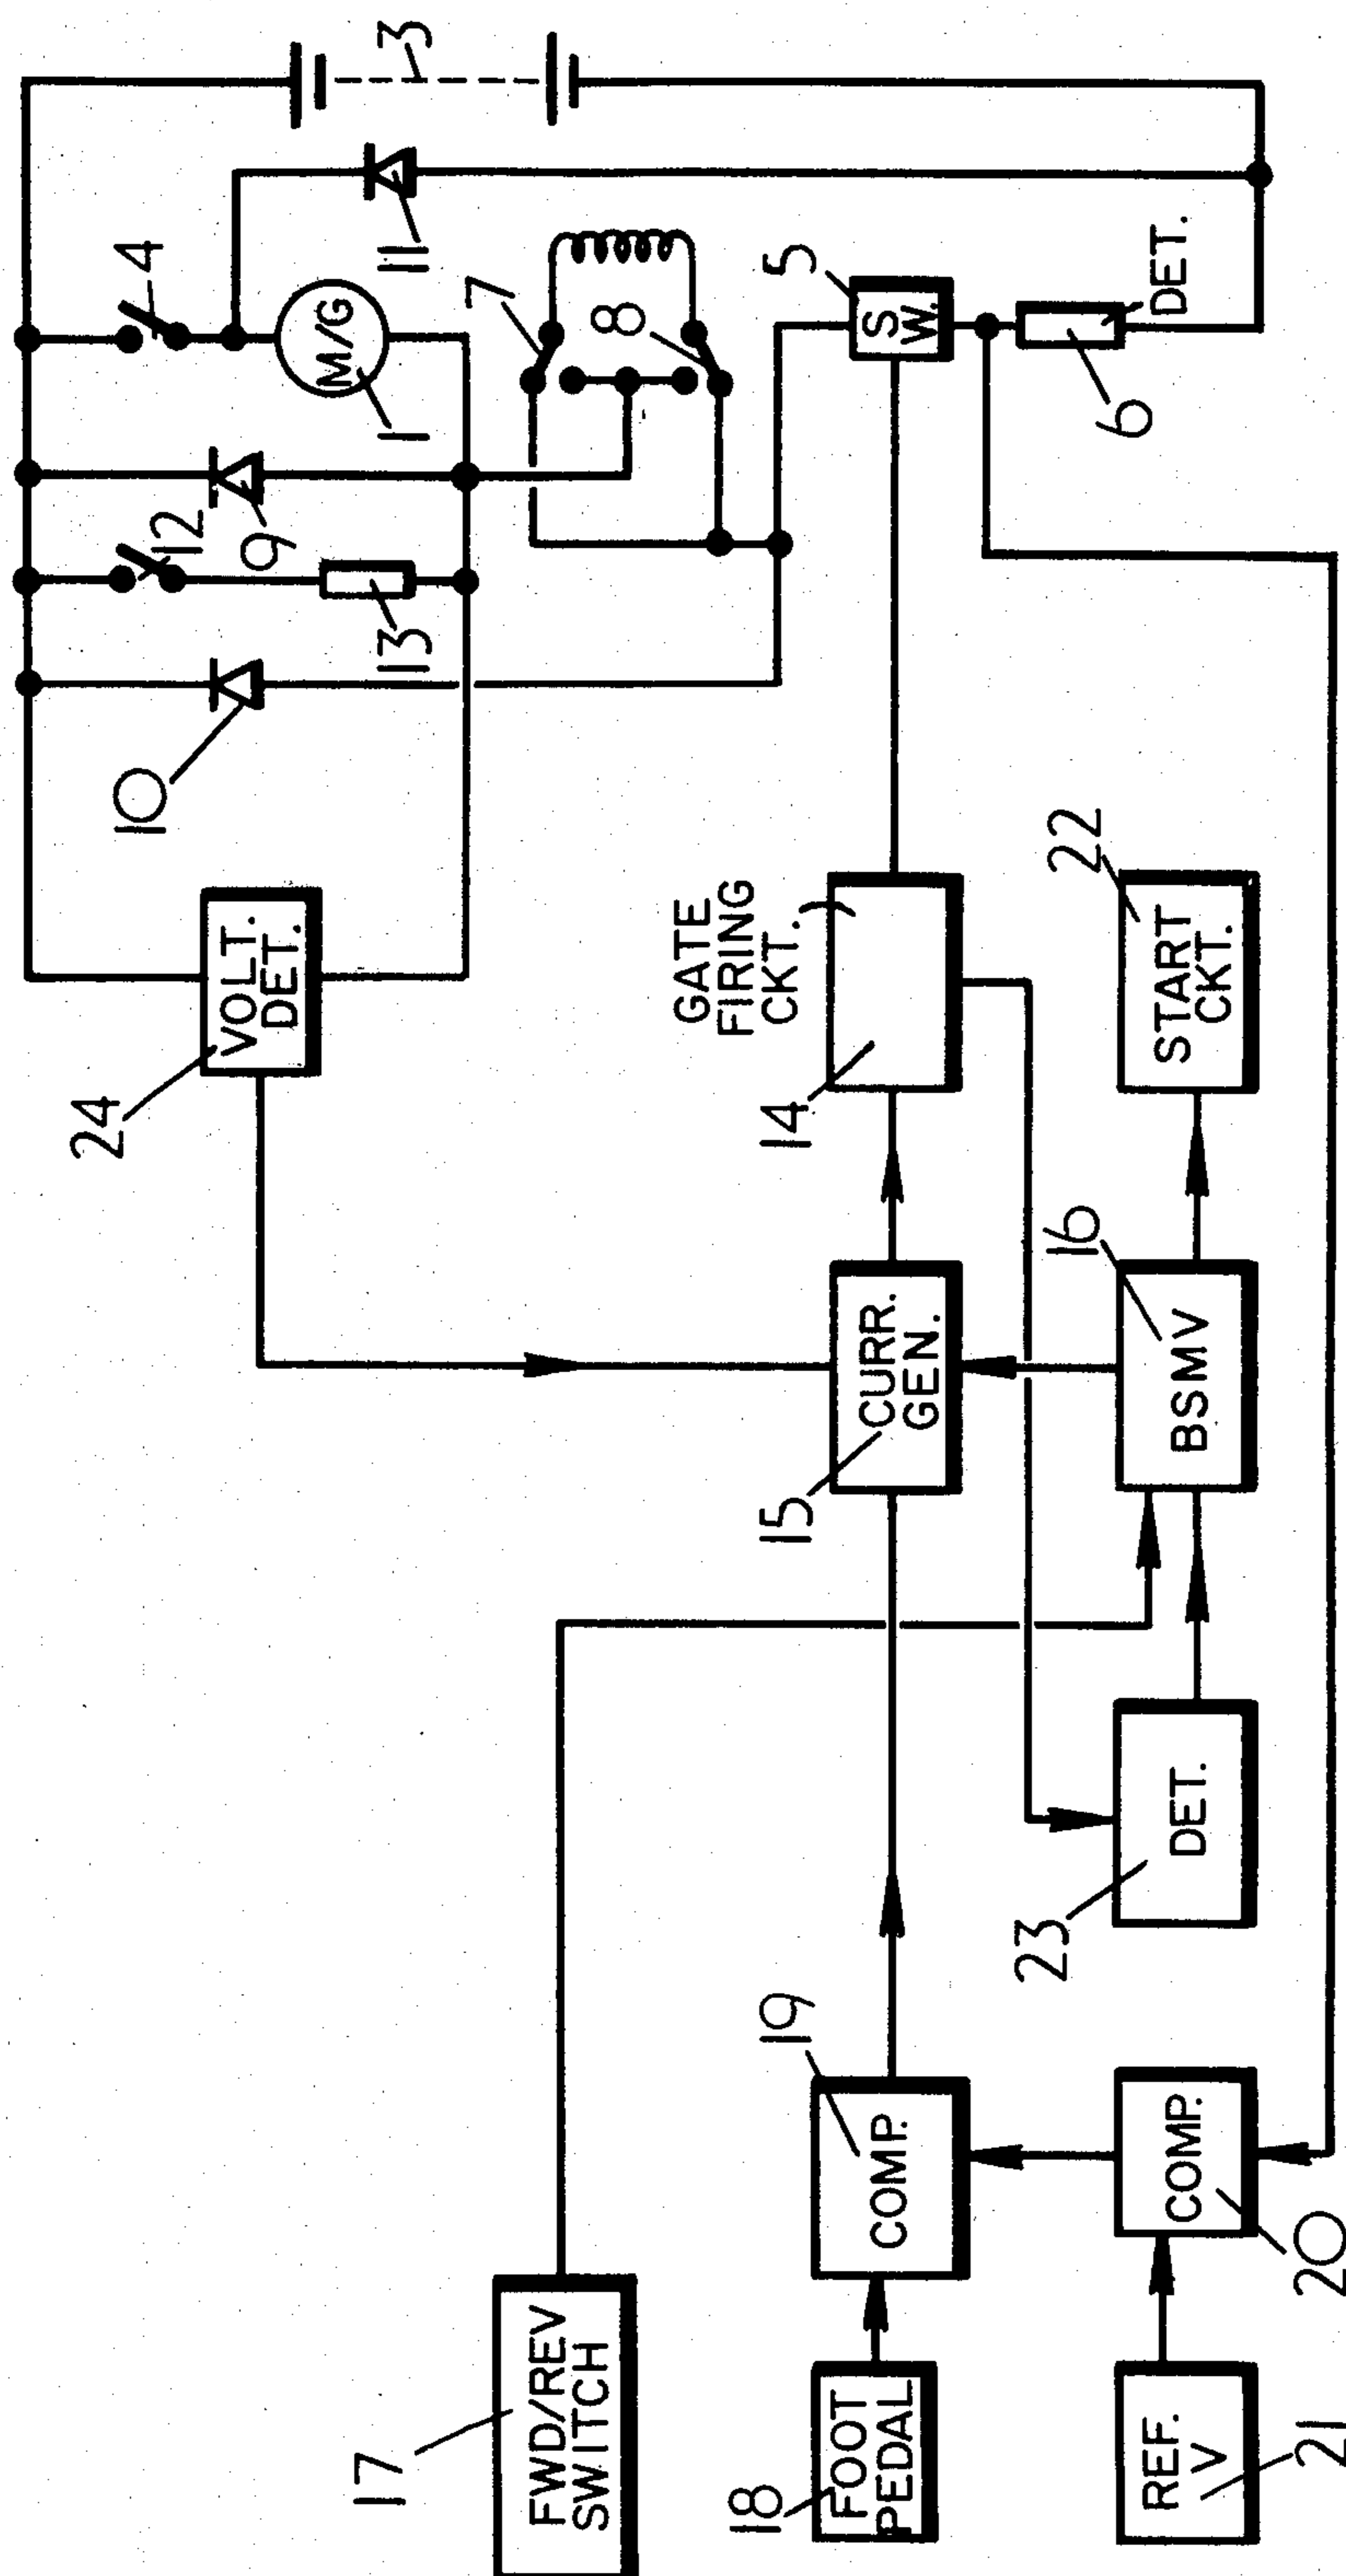 17
FWD/REV
SWITCH
18
FOOT
PEDAL
REF.
V
21
19
COMP.
COMP.
20
23
DET.
24
VOLT.
DET.
15
CURR.
GEN.
16
BSMV
GATE
FIRING
CKT.
14
22
START
CKT.
10
12
13
9
4
M/G
1
11
3
7
8
5
S
W.
6
DET.